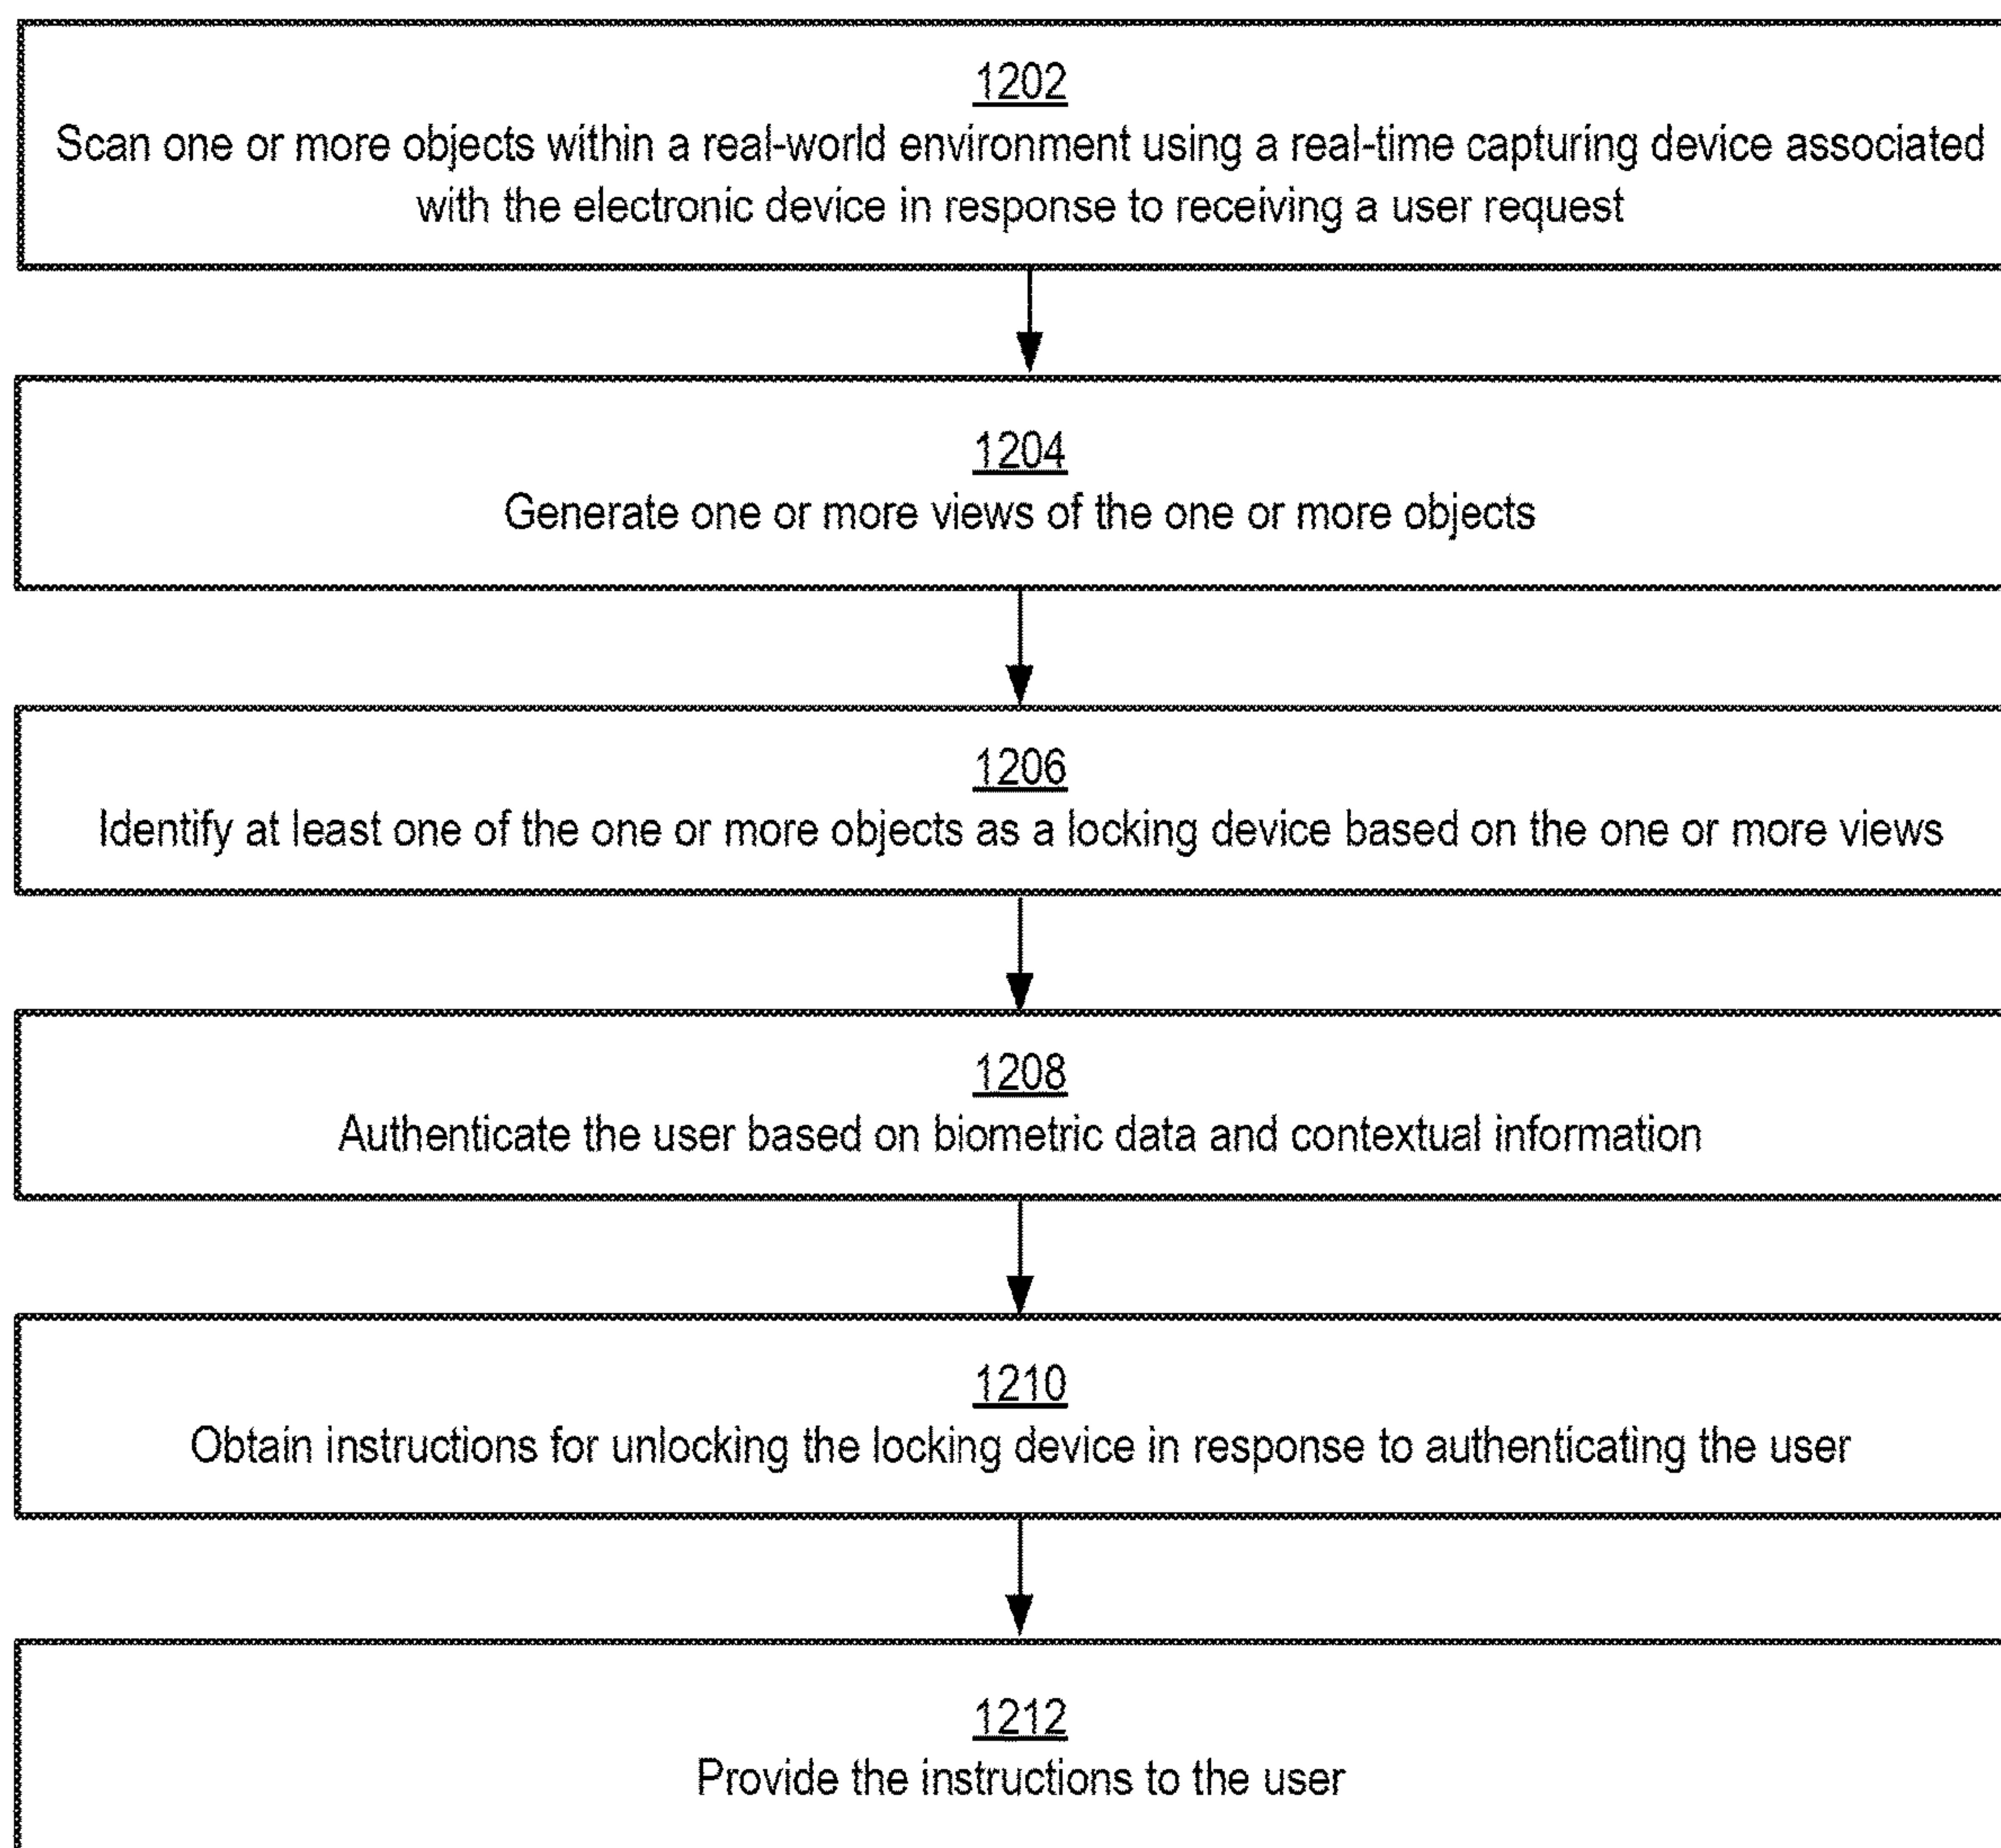 1202
Scan one or more objects within a real-world environment using a real-time capturing device associated
with the electronic device in response to receiving a user request
1204
Generate one or more views of the one or more objects
1206
Identify at least one of the one or more objects as a locking device based on the one or more views
1208
Authenticate the user based on biometric data and contextual information
1210
Obtain instructions for unlocking the locking device in response to authenticating the user
1212
Provide the instructions to the user